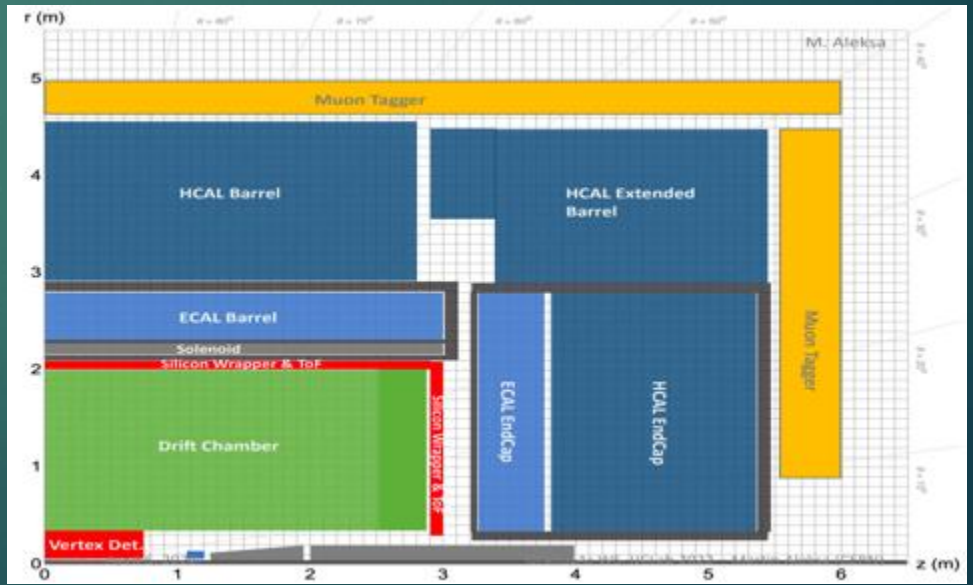 r (m)
M. Aleksa
5
Muon Tagger
4
HCAL Barrel
HCAL Extended
Barrel
3
ECAL Barrel
Solenoid
Silicon Wrapper & ToF
2
Drift Chamber
Silicon Wrapper & ToF
ECAL EndCap
HCAL EndCap
Muon Tagger
1
Vertex Det.
0
0
1
2
3
4
5
6
z (m)